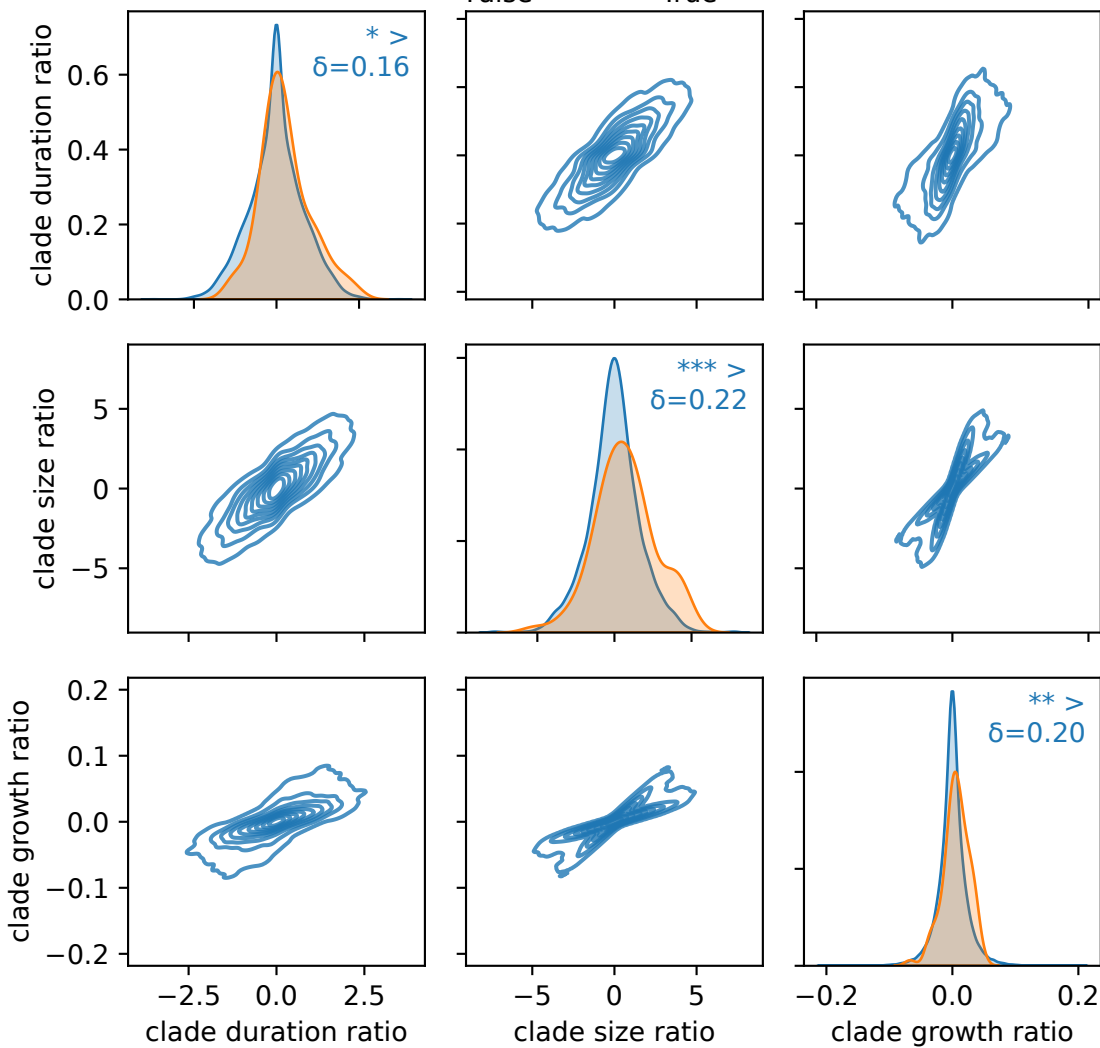 False True
clade duration ratio
0.6
0.4
0.2
0.0
* >
δ=0.16
clade size ratio
5
0
−5
*** >
δ=0.22
clade growth ratio
0.2
0.1
0.0
−0.1
−0.2
** >
δ=0.20
−2.5 0.0 2.5
−5 0 5
−0.2 0.0 0.2
clade duration ratio
clade size ratio
clade growth ratio